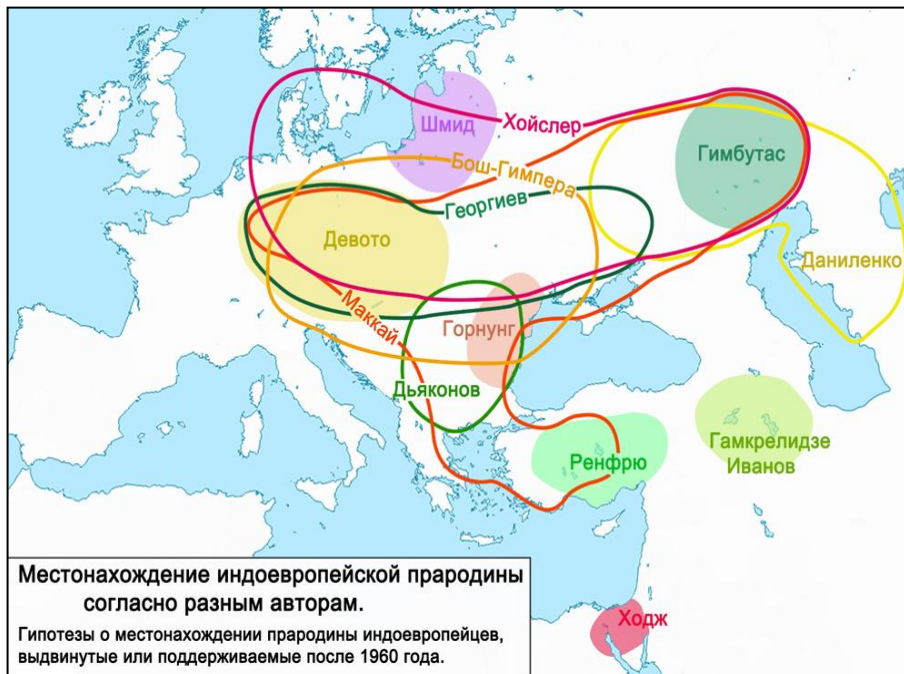 Шмид
Хойслер
Бош-Гимпера
Гимбутас
Георгиев
Девото
Даниленко
Маккай
Горнунг
Дьяконов
Ренфрю
Гамкрелидзе
Иванов
Ходж
Местонахождение индоевропейской прародины
согласно разным авторам.
Гипотезы о местонахождении прародины индоевропейцев,
выдвинутые или поддерживаемые после 1960 года.